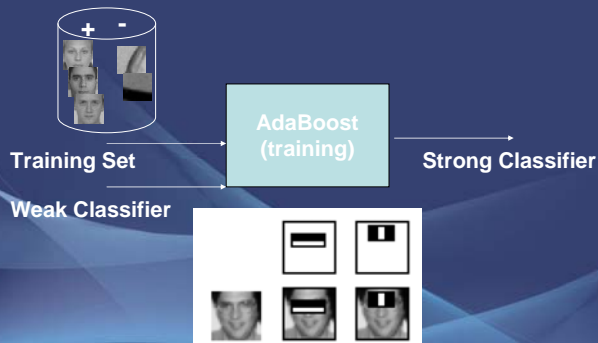 + -
AdaBoost
(training)
Training Set
Strong Classifier
Weak Classifier